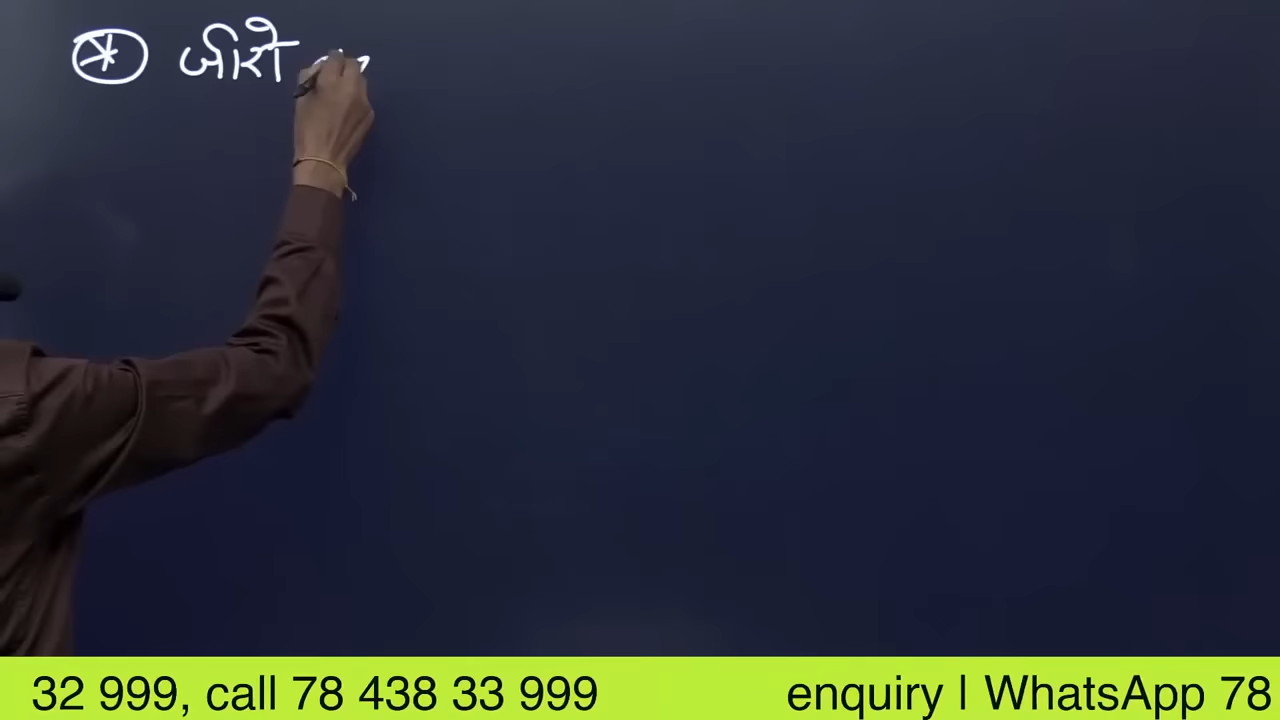 * जीरो
32 999, call 78 438 33 999 enquiry | WhatsApp 78